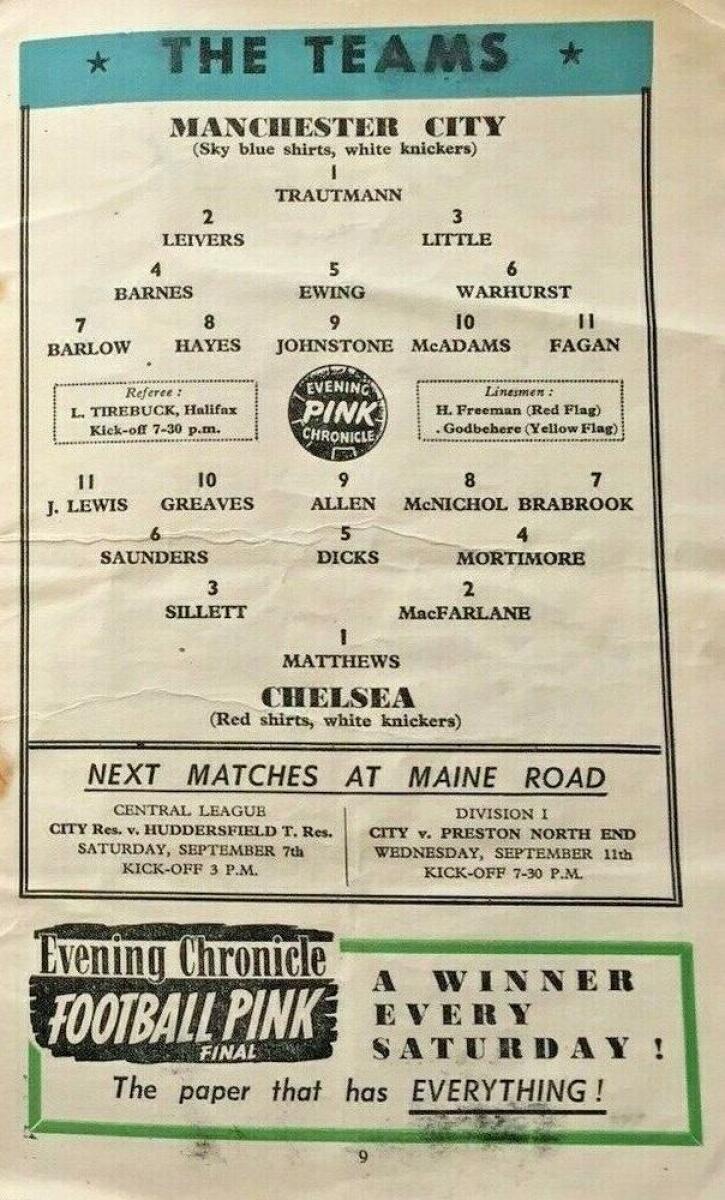 ★ THE TEAMS ★
MANCHESTER CITY
(Sky blue shirts, white knickers)
1
TRAUTMANN
2 3
LEIVERS LITTLE
4 5 6
BARNES EWING WARHURST
7 8 9 10 11
BARLOW HAYES JOHNSTONE McADAMS FAGAN
Referee :
L. TIREBUCK, Halifax
Kick-off 7-30 p.m.
EVENING
PINK
CHRONICLE
Linesmen :
H. Freeman (Red Flag)
. Godbehere (Yellow Flag)
11 10 9 8 7
J. LEWIS GREAVES ALLEN McNICHOL BRABROOK
6 5 4
SAUNDERS DICKS MORTIMORE
3 2
SILLETT MacFARLANE
1
MATTHEWS
CHELSEA
(Red shirts, white knickers)
NEXT MATCHES AT MAINE ROAD
CENTRAL LEAGUE
CITY Res. v. HUDDERSFIELD T. Res.
SATURDAY, SEPTEMBER 7th
KICK-OFF 3 P.M.
DIVISION I
CITY v. PRESTON NORTH END
WEDNESDAY, SEPTEMBER 11th
KICK-OFF 7-30 P.M.
Evening Chronicle
FOOTBALL PINK
FINAL
A WINNER
EVERY
SATURDAY !
The paper that has EVERYTHING !
9